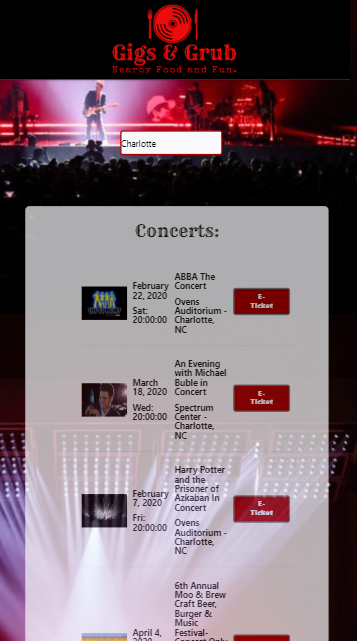 Gigs & Grub
Nearby Food and Fun.
Charlotte
Concerts:
February
22, 2020
Sat:
20:00:00
ABBA The
Concert
Ovens
Auditorium -
Charlotte,
NC
E-
Ticket
March
18, 2020
Wed:
20:00:00
An Evening
with Michael
Buble in
Concert
Spectrum
Center -
Charlotte,
NC
E-
Ticket
February
7, 2020
Fri:
20:00:00
Harry Potter
and the
Prisoner of
Azkaban In
Concert
Ovens
Auditorium -
Charlotte,
NC
E-
Ticket
April 4,
6th Annual
Moo & Brew
Craft Beer,
Burger &
Music
Festival-